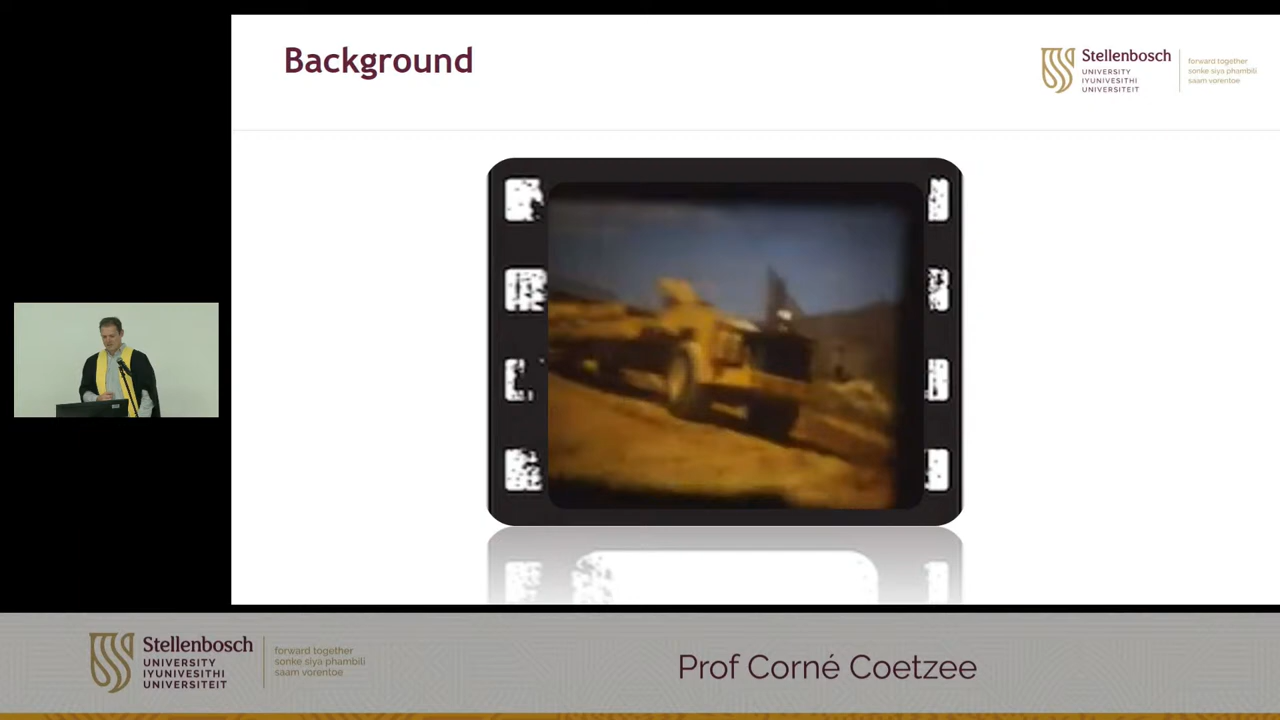 Background
Stellenbosch
UNIVERSITY
IYUNIVESITHI
UNIVERSITEIT
forward together
sonke siya phambili
saam vorentoe
Stellenbosch
UNIVERSITY
IYUNIVESITHI
UNIVERSITEIT
forward together
sonke siya phambili
saam vorentoe
Prof Corné Coetzee